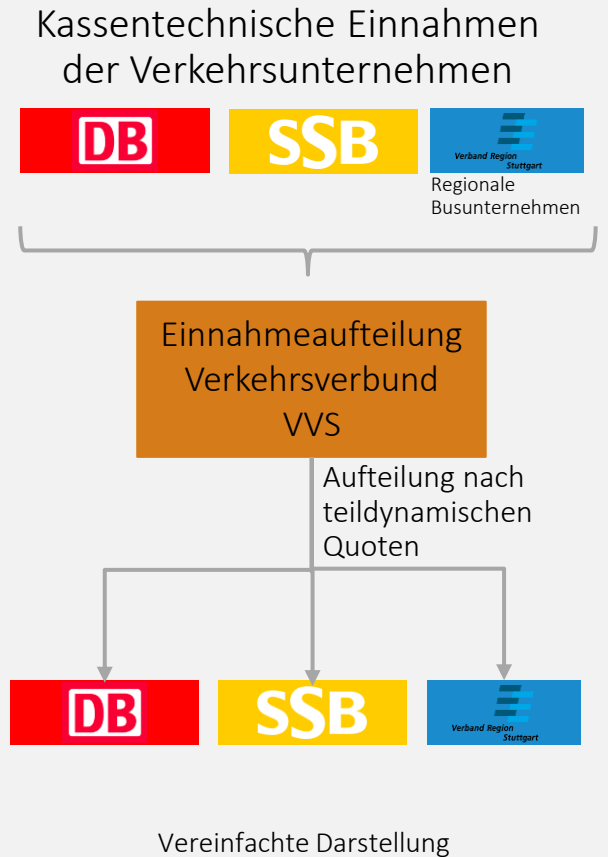 Kassentechnische Einnahmen
der Verkehrsunternehmen
DB
SSB
Verband Region
Stuttgart
Regionale
Busunternehmen
Einnahmeaufteilung
Verkehrsverbund
VVS
Aufteilung nach
teildynamischen
Quoten
DB
SSB
Verband Region
Stuttgart
Vereinfachte Darstellung